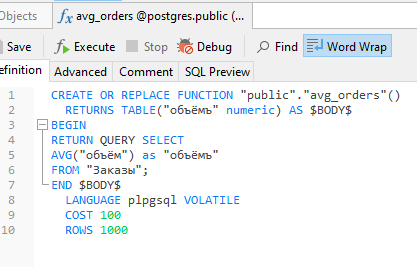 Objects
avg_orders @postgres.public (...
Save Execute Stop Debug Find Word Wrap
efinition Advanced Comment SQL Preview
1 CREATE OR REPLACE FUNCTION "public"."avg_orders"()
2 RETURNS TABLE("объёмъ" numeric) AS $BODY$
3 BEGIN
4 RETURN QUERY SELECT
5 AVG("объём") as "объёмъ"
6 FROM "Заказы";
7 END $BODY$
8 LANGUAGE plpgsql VOLATILE
9 COST 100
10 ROWS 1000